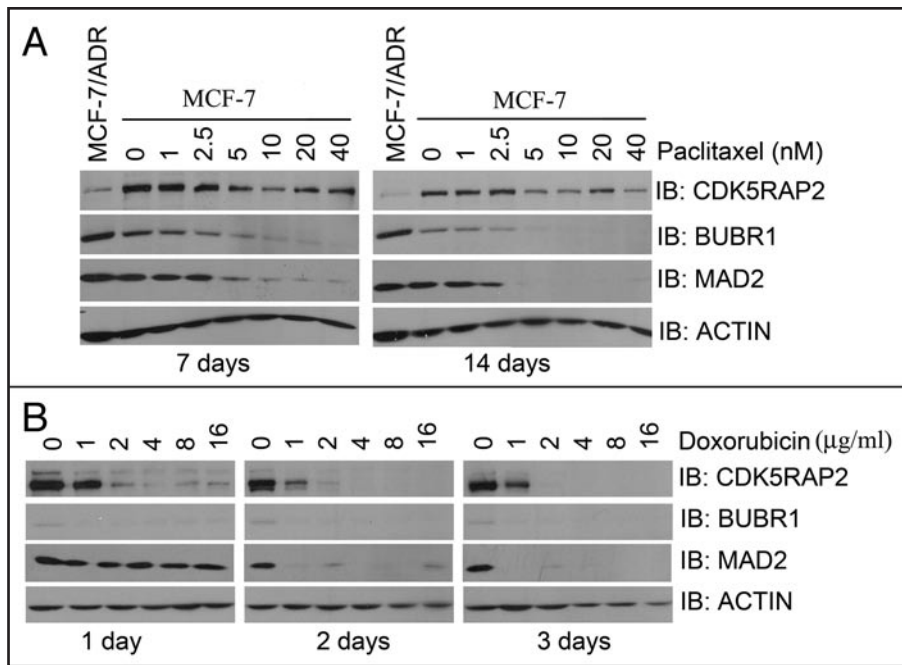 A
MCF-7/ADR MCF-7 MCF-7/ADR MCF-7
0 1 2.5 5 10 20 40 0 1 2.5 5 10 20 40 Paclitaxel (nM)
IB: CDK5RAP2
IB: BUBR1
IB: MAD2
IB: ACTIN
7 days 14 days
B
0 1 2 4 8 16 0 1 2 4 8 16 0 1 2 4 8 16 Doxorubicin (µg/ml)
IB: CDK5RAP2
IB: BUBR1
IB: MAD2
IB: ACTIN
1 day 2 days 3 days